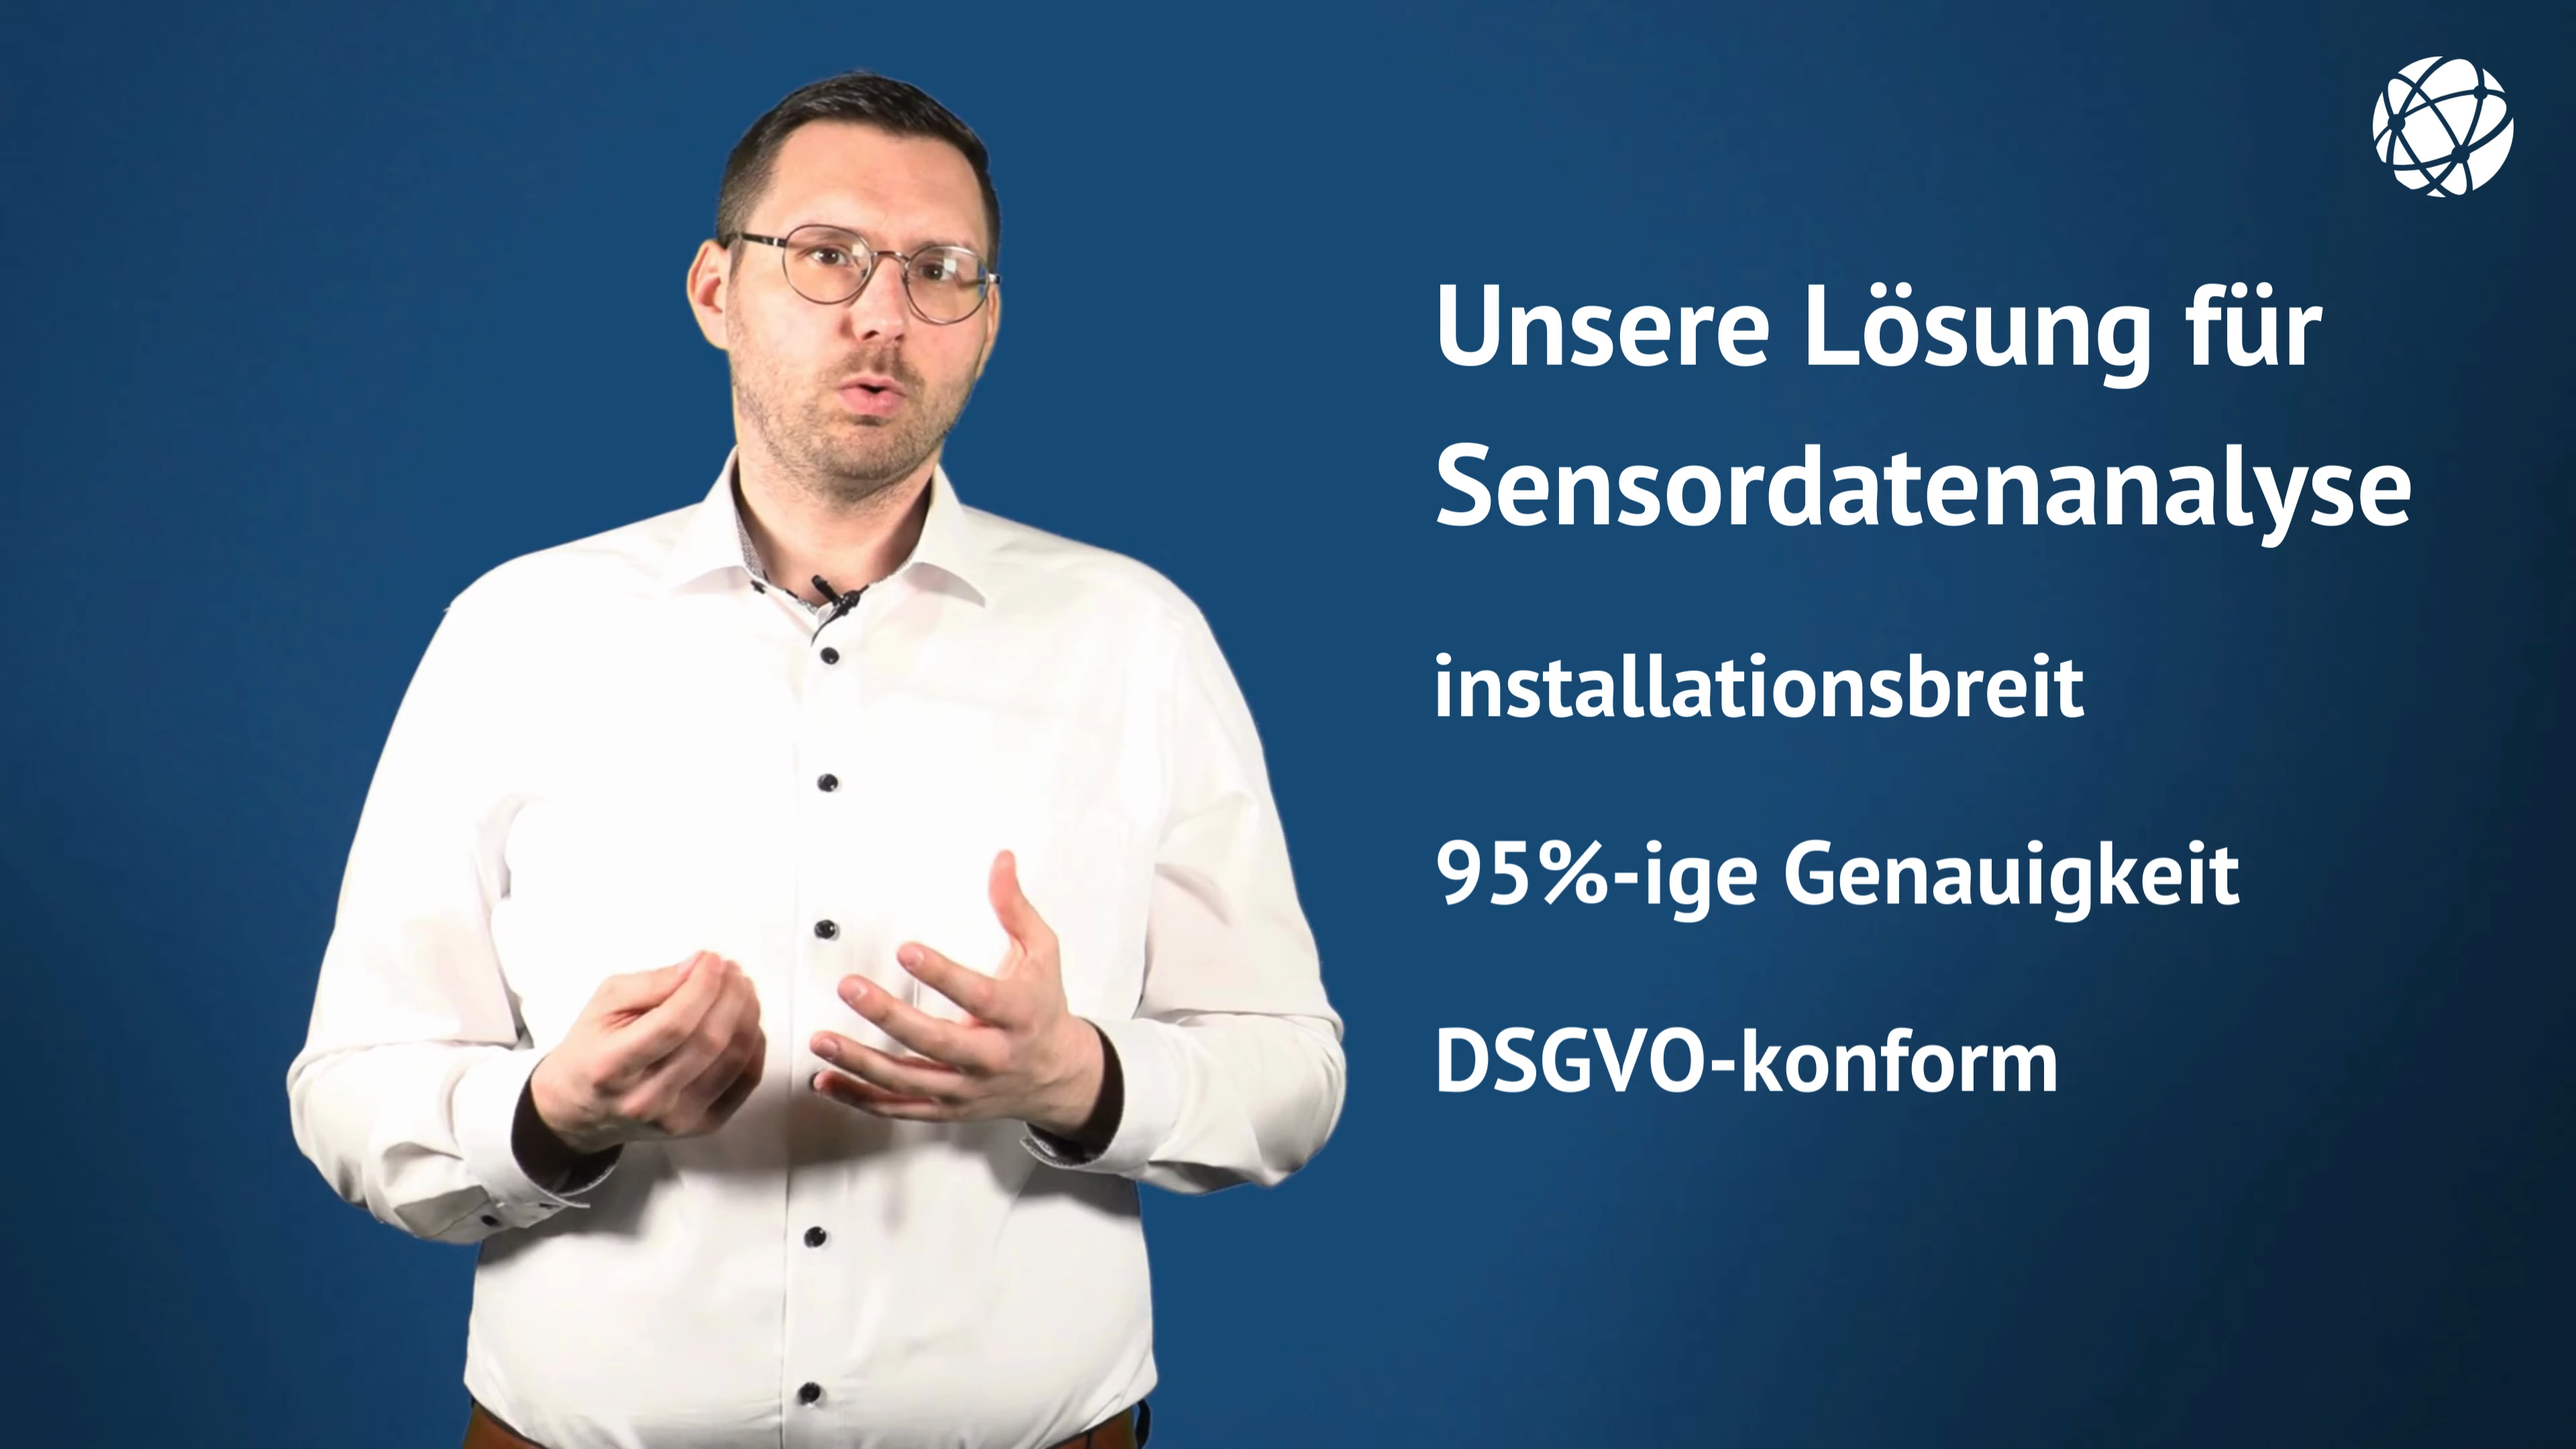 Unsere Lösung für
Sensordatenanalyse
installationsbreit
95%-ige Genauigkeit
DSGVO-konform